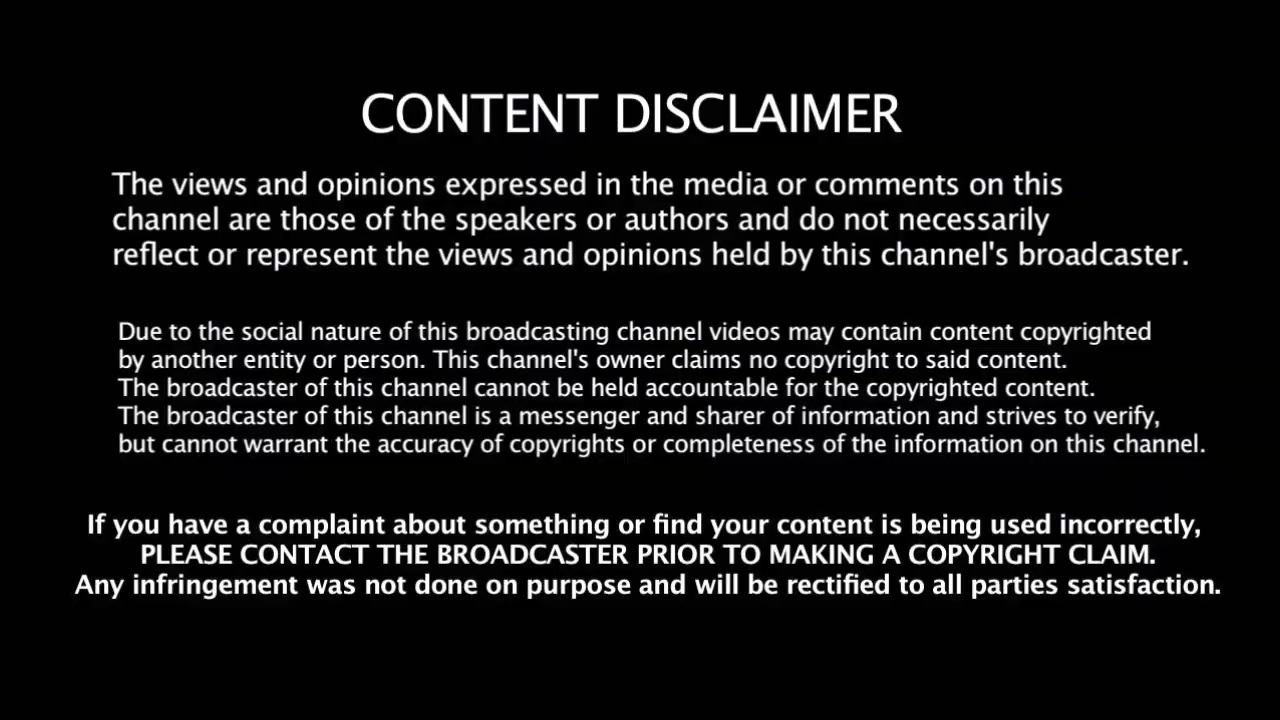 CONTENT DISCLAIMER
The views and opinions expressed in the media or comments on this
channel are those of the speakers or authors and do not necessarily
reflect or represent the views and opinions held by this channel's broadcaster.
Due to the social nature of this broadcasting channel videos may contain content copyrighted
by another entity or person. This channel's owner claims no copyright to said content.
The broadcaster of this channel cannot be held accountable for the copyrighted content.
The broadcaster of this channel is a messenger and sharer of information and strives to verify,
but cannot warrant the accuracy of copyrights or completeness of the information on this channel.
If you have a complaint about something or find your content is being used incorrectly,
PLEASE CONTACT THE BROADCASTER PRIOR TO MAKING A COPYRIGHT CLAIM.
Any infringement was not done on purpose and will be rectified to all parties satisfaction.